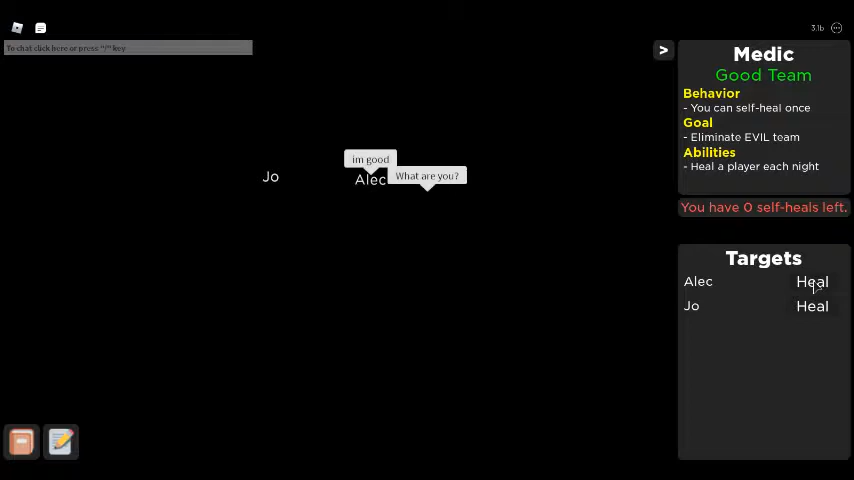 3.1b
To chat click here or press "/" key
>
Medic
Good Team
Behavior
- You can self-heal once
Goal
- Eliminate EVIL team
Abilities
- Heal a player each night
You have 0 self-heals left.
im good
What are you?
Jo
Alec
Targets
Alec Heal
Jo Heal